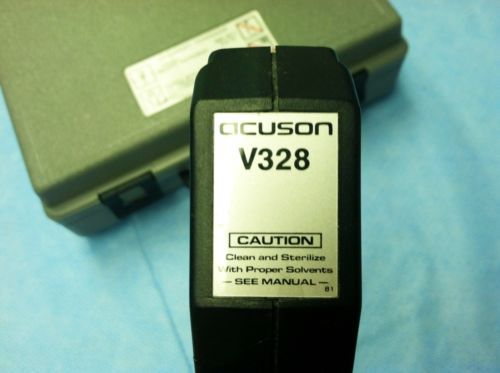 acuson
V328
CAUTION
Clean and Sterilize
With Proper Solvents
— SEE MANUAL —
81